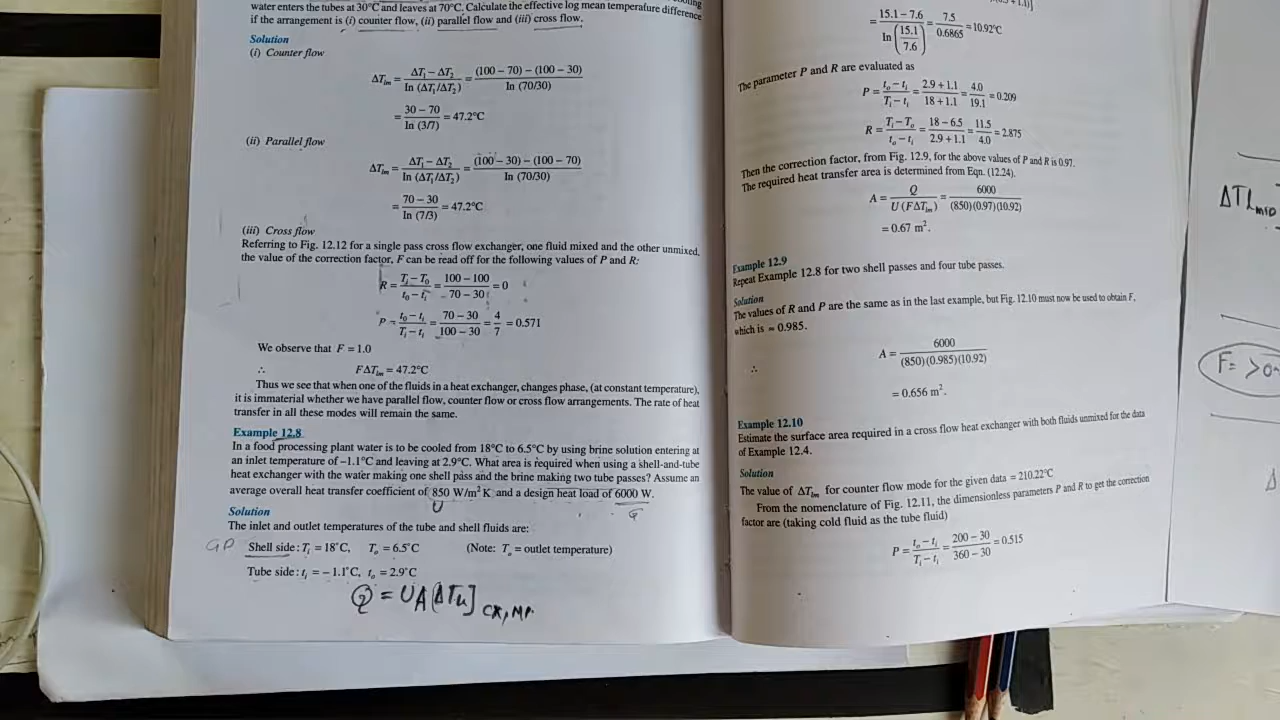 water enters the tubes at 30°C and leaves at 70°C. Calculate the effective log mean temperature difference
if the arrangement is (i) counter flow, (ii) parallel flow and (iii) cross flow.
Solution
(i) Counter flow
ΔT_lm = (ΔT₁ − ΔT₂) / ln (ΔT₁/ΔT₂) = ((100 − 70) − (100 − 30)) / ln (70/30)
= (30 − 70) / ln (3/7) = 47.2°C
(ii) Parallel flow
ΔT_lm = (ΔT₁ − ΔT₂) / ln (ΔT₁/ΔT₂) = ((100 − 30) − (100 − 70)) / ln (70/30)
= (70 − 30) / ln (7/3) = 47.2°C
(iii) Cross flow
Referring to Fig. 12.12 for a single pass cross flow exchanger, one fluid mixed and the other unmixed,
the value of the correction factor, F can be read off for the following values of P and R:
R = (T_i − T_o) / (t_o − t_i) = (100 − 100) / (70 − 30) = 0
P = (t_o − t_i) / (T_i − t_i) = (70 − 30) / (100 − 30) = 4/7 = 0.571
We observe that F = 1.0
∴ FΔT_lm = 47.2°C
Thus we see that when one of the fluids in a heat exchanger, changes phase, (at constant temperature),
it is immaterial whether we have parallel flow, counter flow or cross flow arrangements. The rate of heat
transfer in all these modes will remain the same.
Example 12.8
In a food processing plant water is to be cooled from 18°C to 6.5°C by using brine solution entering at
an inlet temperature of −1.1°C and leaving at 2.9°C. What area is required when using a shell-and-tube
heat exchanger with the water making one shell pass and the brine making two tube passes? Assume an
average overall heat transfer coefficient of 850 W/m² K and a design heat load of 6000 W.
U
Q
Solution
The inlet and outlet temperatures of the tube and shell fluids are:
Shell side: T_i = 18°C, T_o = 6.5°C (Note: T_o = outlet temperature)
Tube side: t_i = − 1.1°C, t_o = 2.9°C
= (15.1 − 7.6) / ln (15.1/7.6) = 7.5/0.6865 = 10.92°C
The parameter P and R are evaluated as
P = (t_o − t_i) / (T_i − t_i) = (2.9 + 1.1) / (18 + 1.1) = 4.0/19.1 = 0.209
R = (T_i − T_o) / (t_o − t_i) = (18 − 6.5) / (2.9 + 1.1) = 11.5/4.0 = 2.875
Then the correction factor, from Fig. 12.9, for the above values of P and R is 0.97.
The required heat transfer area is determined from Eqn. (12.24).
A = Q / U (FΔT_lm) = 6000 / (850)(0.97)(10.92)
= 0.67 m².
Example 12.9
Repeat Example 12.8 for two shell passes and four tube passes.
Solution
The values of R and P are the same as in the last example, but Fig. 12.10 must now be used to obtain F,
which is ≈ 0.985.
∴ A = 6000 / (850)(0.985)(10.92)
= 0.656 m².
Example 12.10
Estimate the surface area required in a cross flow heat exchanger with both fluids unmixed for the data
of Example 12.4.
Solution
The value of ΔT_lm for counter flow mode for the given data = 210.22°C
From the nomenclature of Fig. 12.11, the dimensionless parameters P and R to get the correction
factor are (taking cold fluid as the tube fluid)
P = (t_o − t_i) / (T_i − t_i) = (200 − 30) / (360 − 30) = 0.515